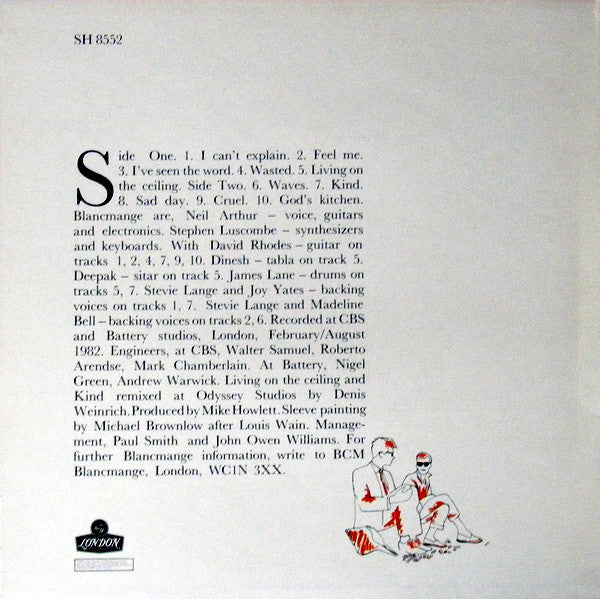 SH 8552
Side One. 1. I can't explain. 2. Feel me.
3. I've seen the word. 4. Wasted. 5. Living on
the ceiling. Side Two. 6. Waves. 7. Kind.
8. Sad day. 9. Cruel. 10. God's kitchen.
Blancmange are, Neil Arthur – voice, guitars
and electronics. Stephen Luscombe – synthesizers
and keyboards. With David Rhodes – guitar on
tracks 1, 2, 4, 7, 9, 10. Dinesh – tabla on track 5.
Deepak – sitar on track 5. James Lane – drums on
tracks 5, 7. Stevie Lange and Joy Yates – backing
voices on tracks 1, 7. Stevie Lange and Madeline
Bell – backing voices on tracks 2, 6. Recorded at CBS
and Battery studios, London, February/August
1982. Engineers, at CBS, Walter Samuel, Roberto
Arendse, Mark Chamberlain. At Battery, Nigel
Green, Andrew Warwick. Living on the ceiling and
Kind remixed at Odyssey Studios by Denis
Weinrich. Produced by Mike Howlett. Sleeve painting
by Michael Brownlow after Louis Wain. Manage-
ment, Paul Smith and John Owen Williams. For
further Blancmange information, write to BCM
Blancmange, London, WC1N 3XX.
LONDON